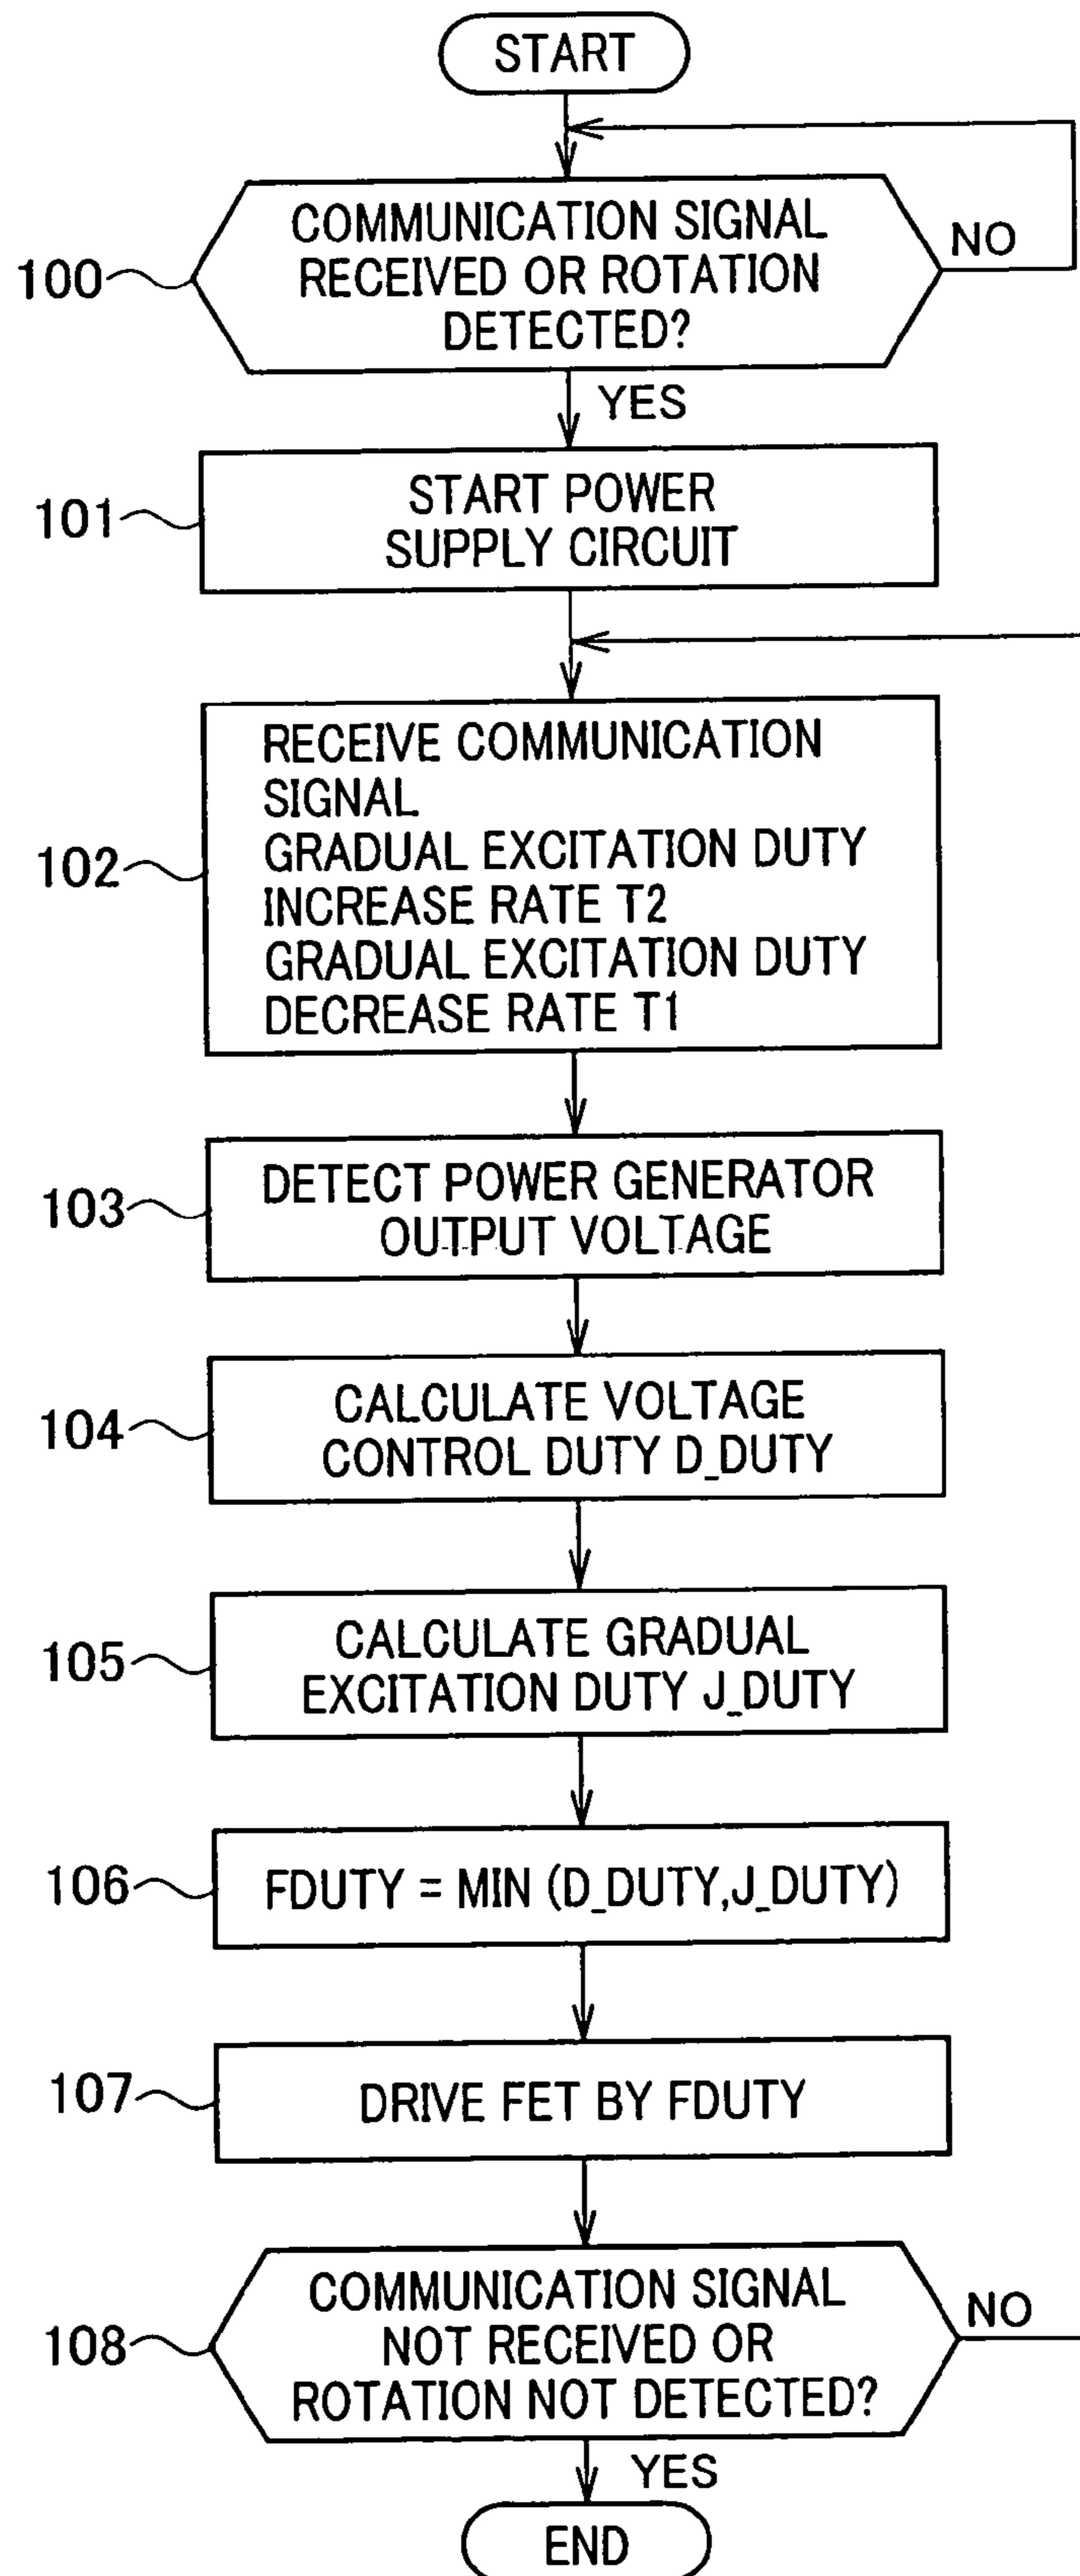 START
COMMUNICATION SIGNAL
RECEIVED OR ROTATION
DETECTED?
NO
100
YES
START POWER
SUPPLY CIRCUIT
101
RECEIVE COMMUNICATION
SIGNAL
GRADUAL EXCITATION DUTY
INCREASE RATE T2
GRADUAL EXCITATION DUTY
DECREASE RATE T1
102
DETECT POWER GENERATOR
OUTPUT VOLTAGE
103
CALCULATE VOLTAGE
CONTROL DUTY D_DUTY
104
CALCULATE GRADUAL
EXCITATION DUTY J_DUTY
105
FDUTY = MIN (D_DUTY,J_DUTY)
106
DRIVE FET BY FDUTY
107
COMMUNICATION SIGNAL
NOT RECEIVED OR
ROTATION NOT DETECTED?
NO
108
YES
END